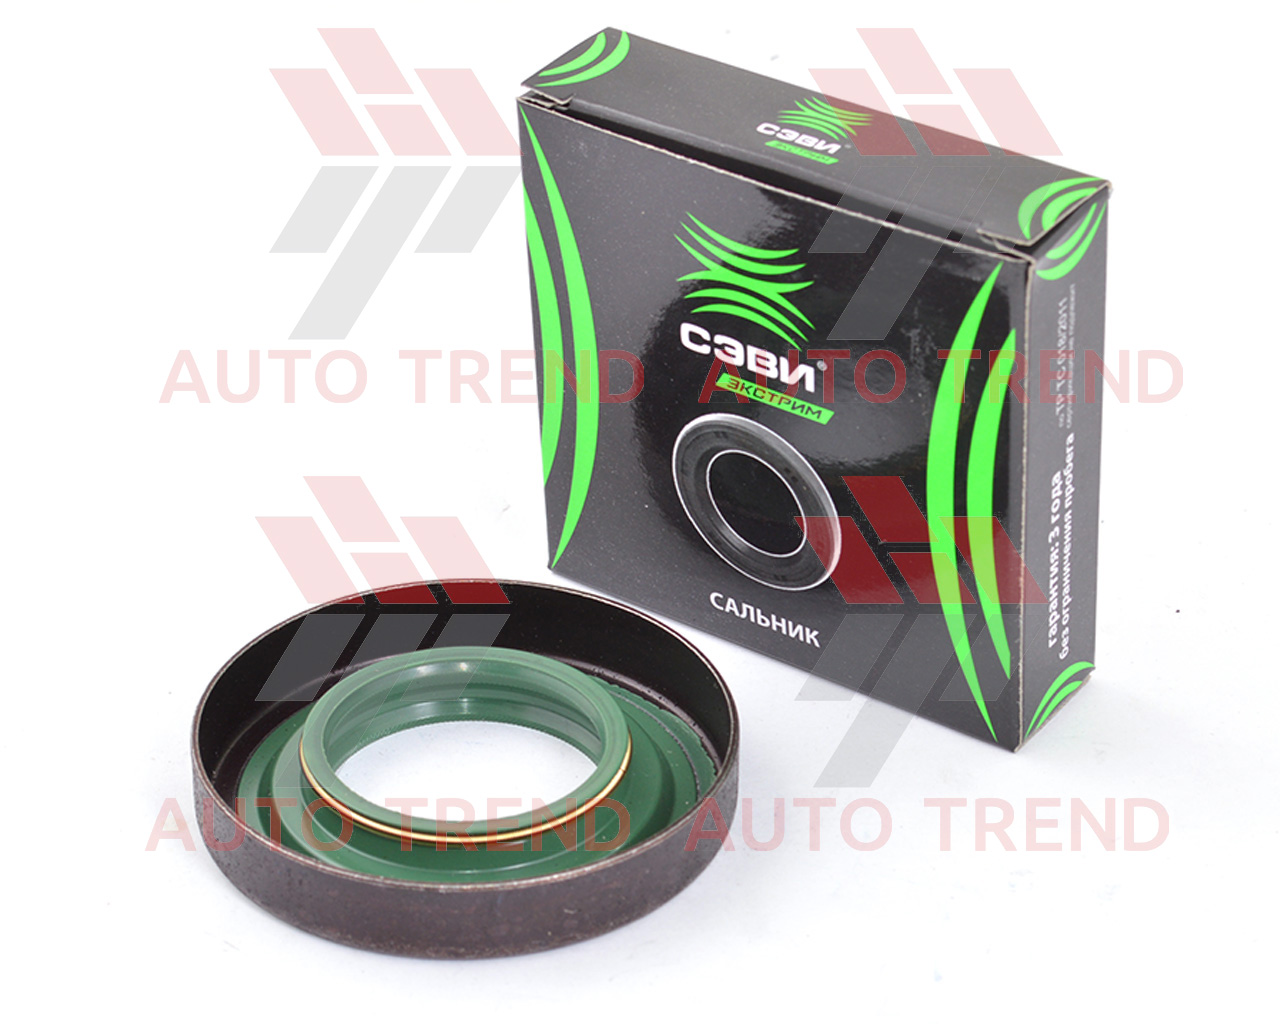 СЭВИ
ЭКСТРИМ
СЭВИ®
ЭКСТРИМ
САЛЬНИК
гарантия: 3 года
без ограничения пробега
ТР ТС 018/2011
AUTO TREND
AUTO TREND
AUTO TREND
AUTO TREND